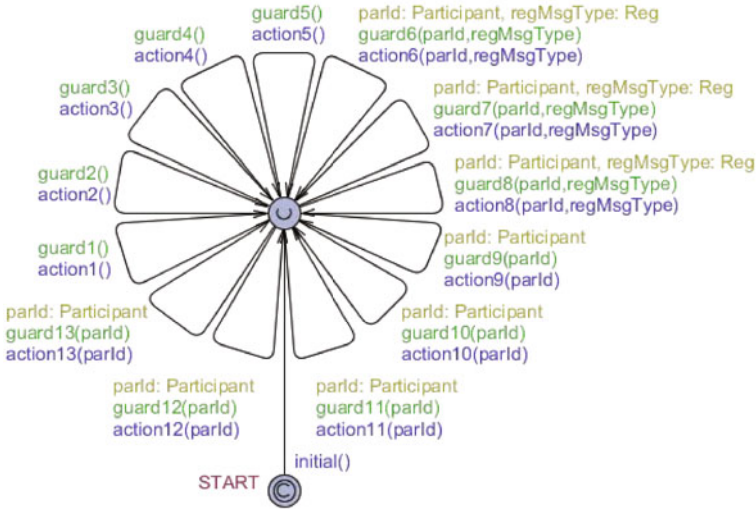 guard5()
action5()
parId: Participant, regMsgType: Reg
guard6(parId,regMsgType)
action6(parId,regMsgType)
guard4()
action4()
guard3()
action3()
parId: Participant, regMsgType: Reg
guard7(parId,regMsgType)
action7(parId,regMsgType)
guard2()
action2()
parId: Participant, regMsgType: Reg
guard8(parId,regMsgType)
action8(parId,regMsgType)
U
guard1()
action1()
parId: Participant
guard9(parId)
action9(parId)
parId: Participant
guard13(parId)
action13(parId)
parId: Participant
guard10(parId)
action10(parId)
parId: Participant
guard12(parId)
action12(parId)
parId: Participant
guard11(parId)
action11(parId)
initial()
START
C